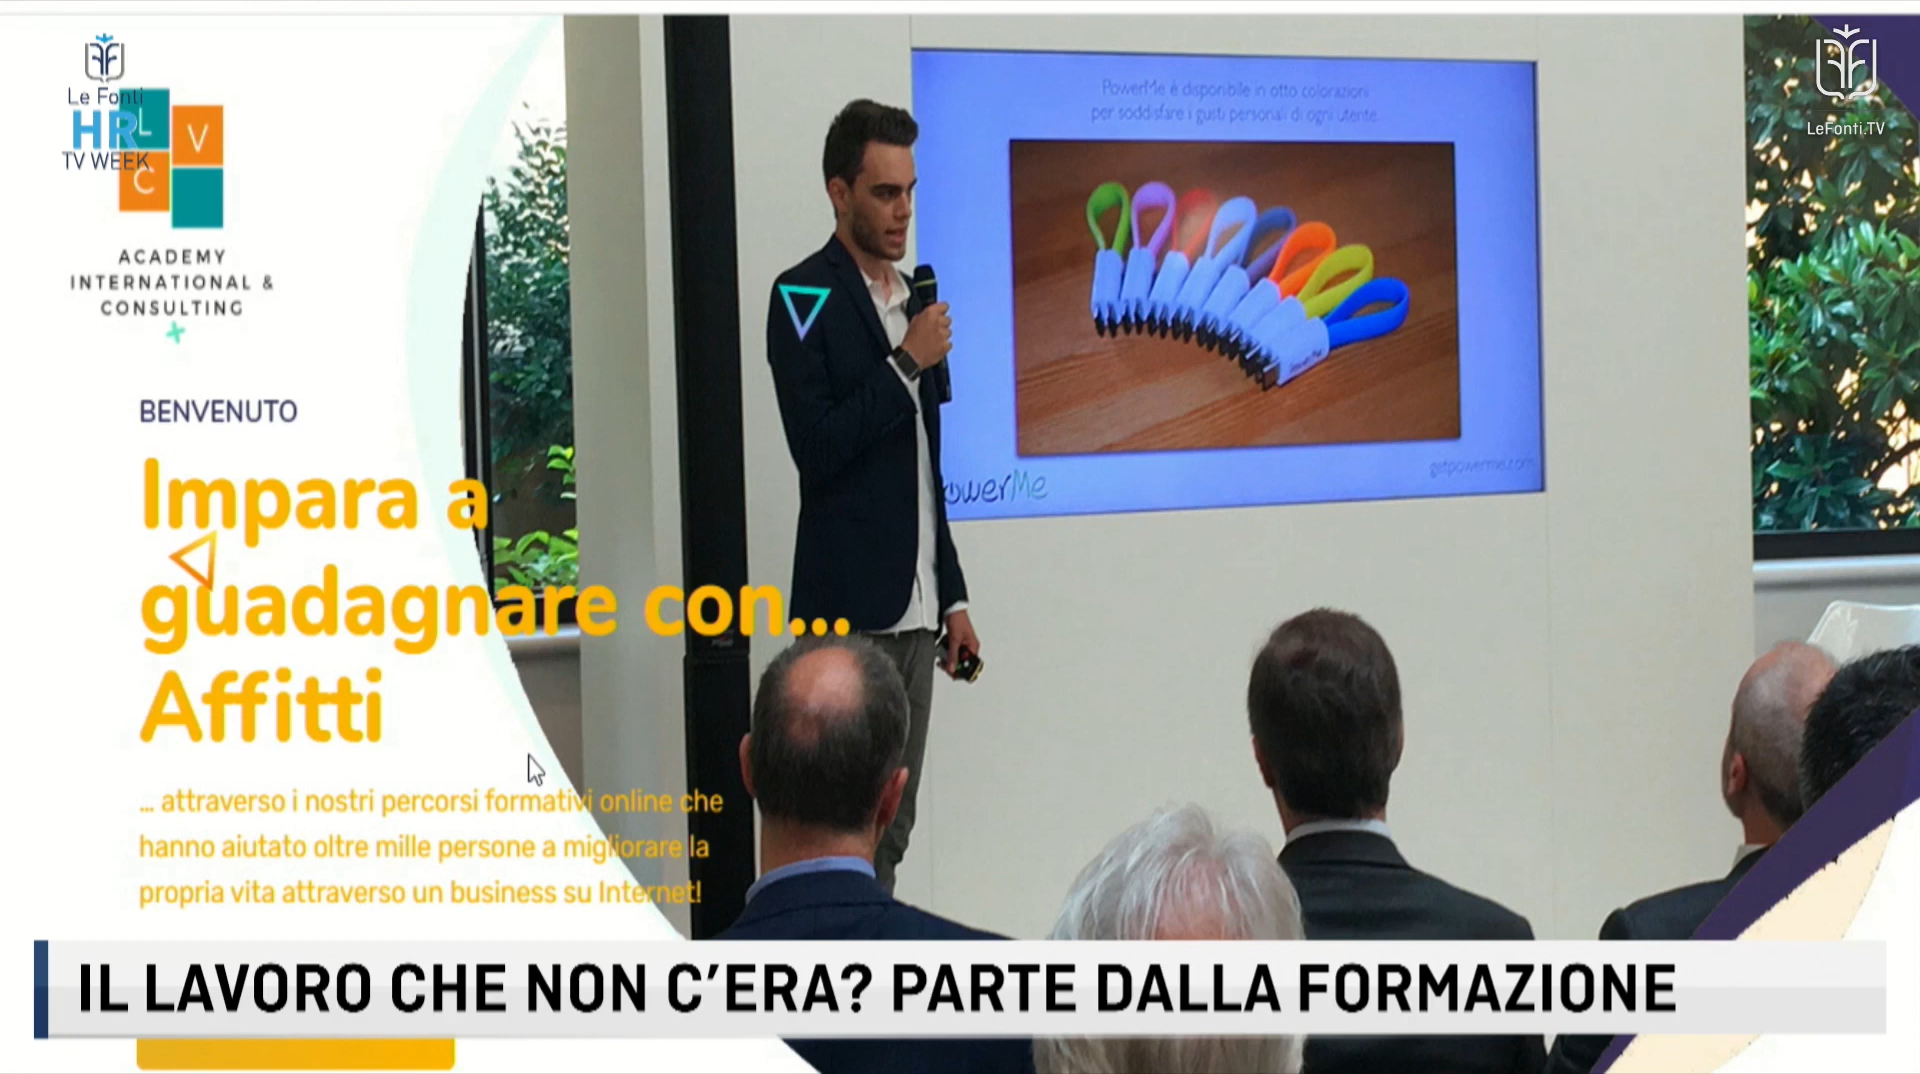 Le Fonti
HR
TV WEEK
L
V
C
ACADEMY
INTERNATIONAL &
CONSULTING
BENVENUTO
Impara a
guadagnare con...
Affitti
... attraverso i nostri percorsi formativi online che
hanno aiutato oltre mille persone a migliorare la
propria vita attraverso un business su Internet!
PowerMe è disponibile in otto colorazioni
per soddisfare i gusti personali di ogni utente.
owerMe
getpowerme.com
LeFonti.TV
IL LAVORO CHE NON C'ERA? PARTE DALLA FORMAZIONE